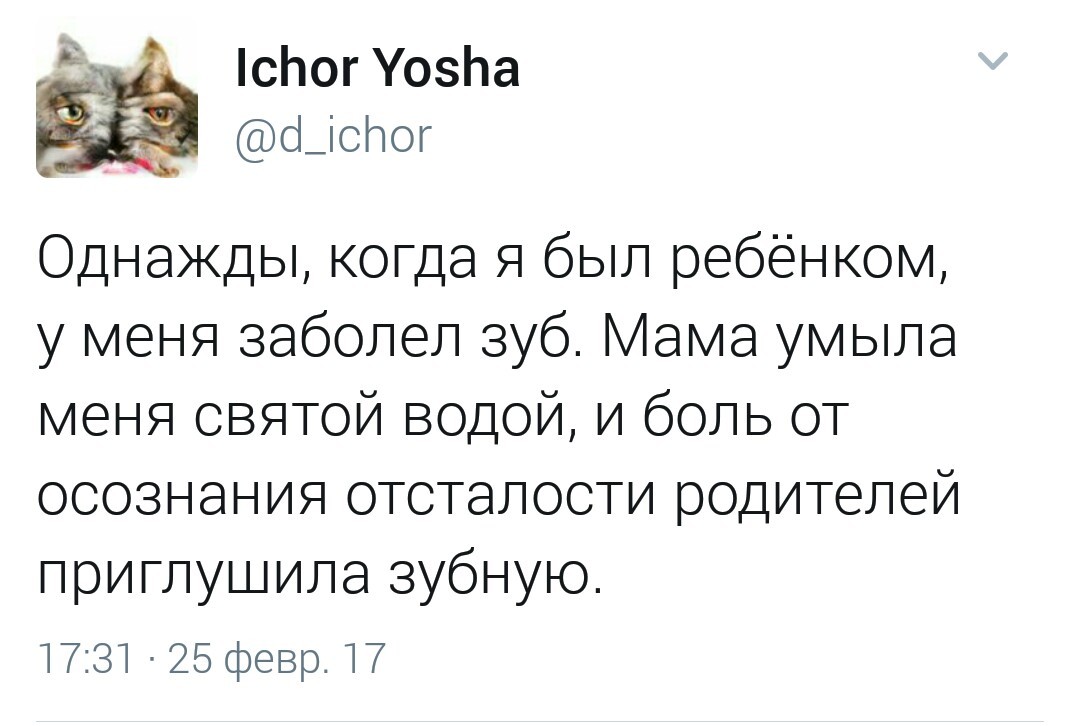 Ichor Yosha
@d_ichor
Однажды, когда я был ребёнком,
у меня заболел зуб. Мама умыла
меня святой водой, и боль от
осознания отсталости родителей
приглушила зубную.
17:31 · 25 февр. 17